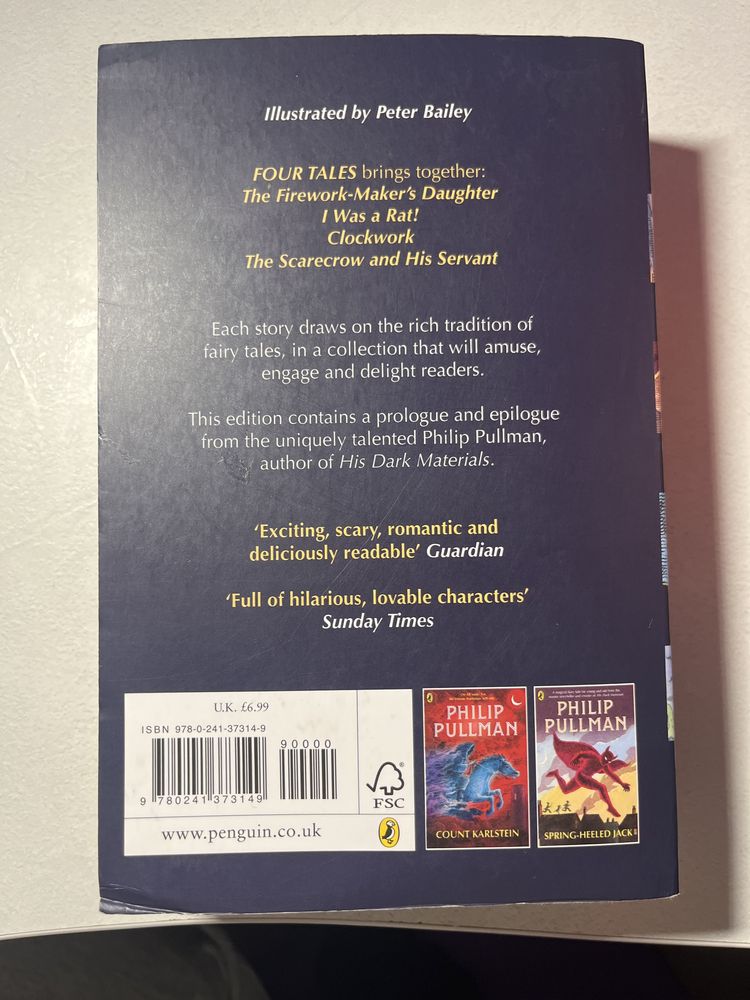 Illustrated by Peter Bailey
FOUR TALES brings together:
The Firework-Maker's Daughter
I Was a Rat!
Clockwork
The Scarecrow and His Servant
Each story draws on the rich tradition of
fairy tales, in a collection that will amuse,
engage and delight readers.
This edition contains a prologue and epilogue
from the uniquely talented Philip Pullman,
author of His Dark Materials.
‘Exciting, scary, romantic and
deliciously readable’ Guardian
‘Full of hilarious, lovable characters’
Sunday Times
U.K. £6.99
ISBN 978-0-241-37314-9
90000
9 780241 373149
FSC
www.penguin.co.uk
PHILIP
PULLMAN
COUNT KARLSTEIN
PHILIP
PULLMAN
SPRING-HEELED JACK